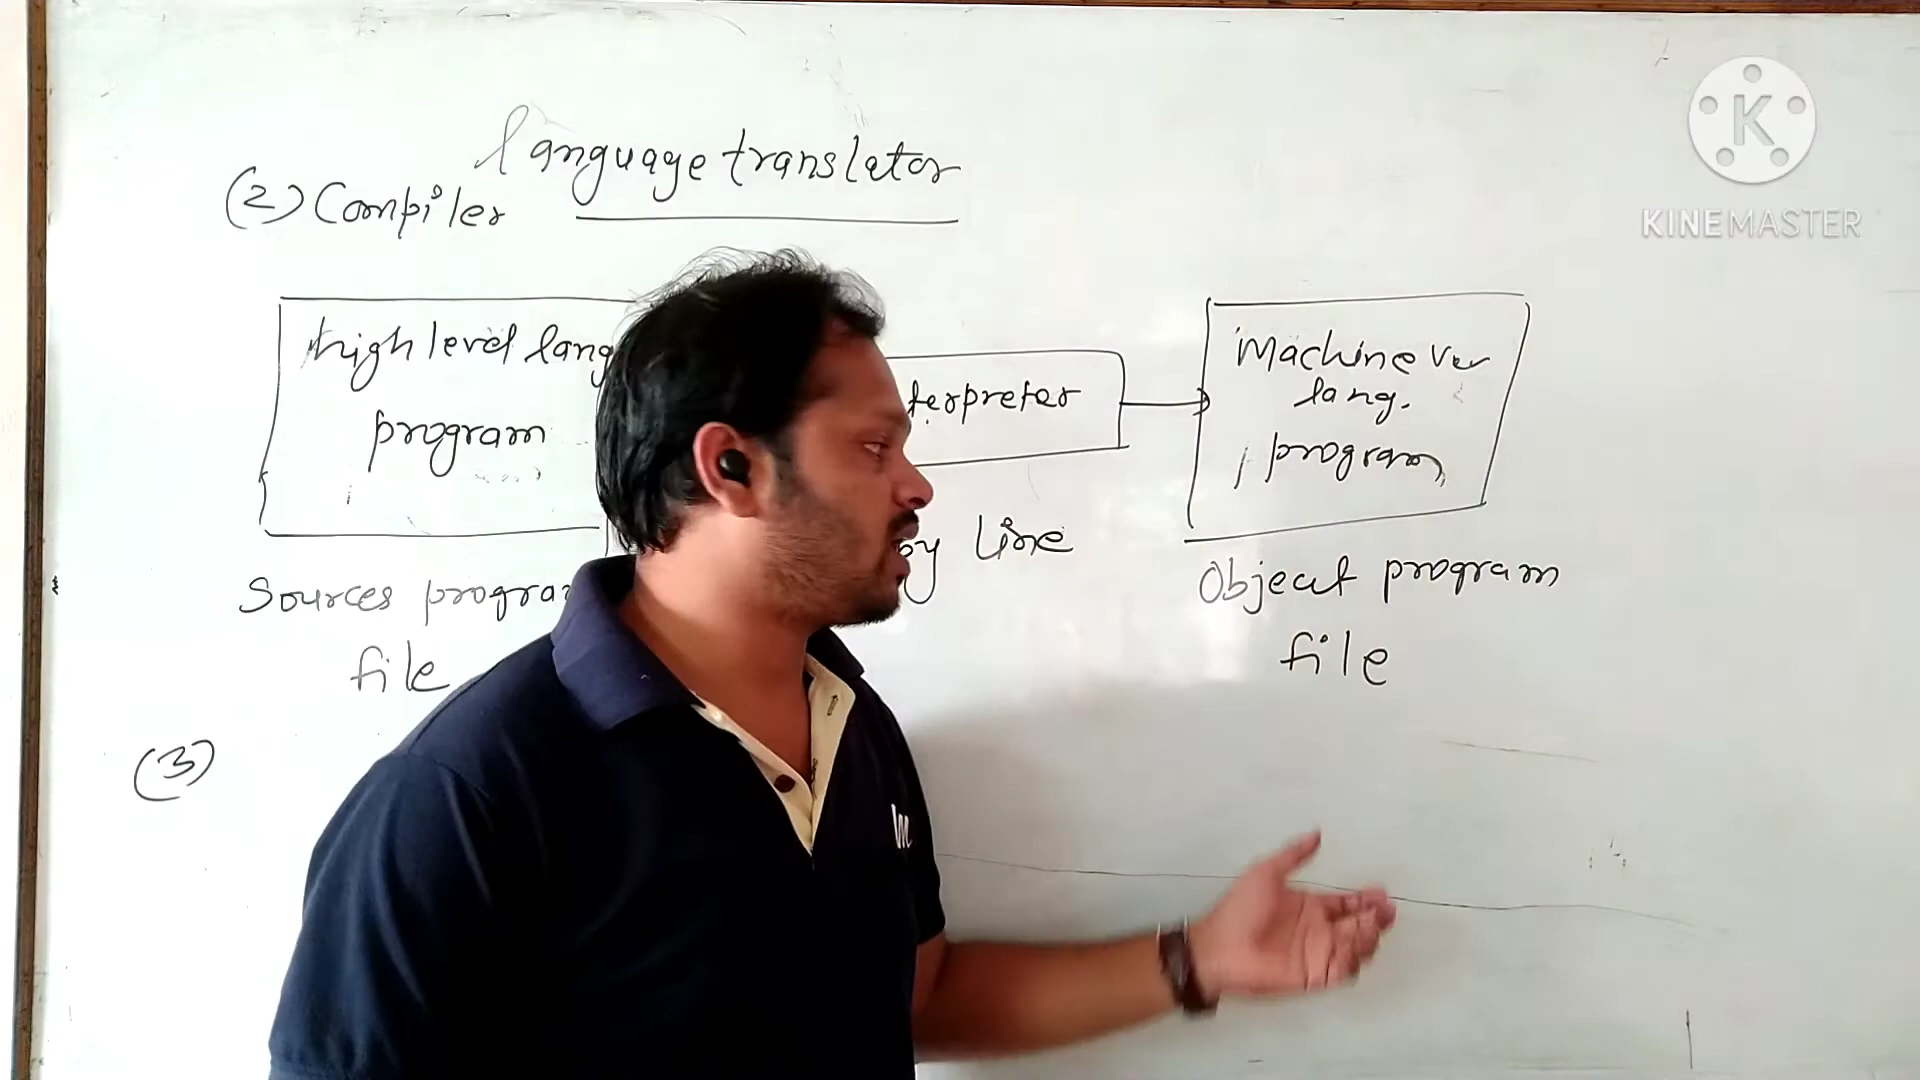 language translator
(2) Compiler
high level lang
program
terpreter
Machine
lang.
program
by line
Sources program
file
Object program
file
(3)
K
KINEMASTER